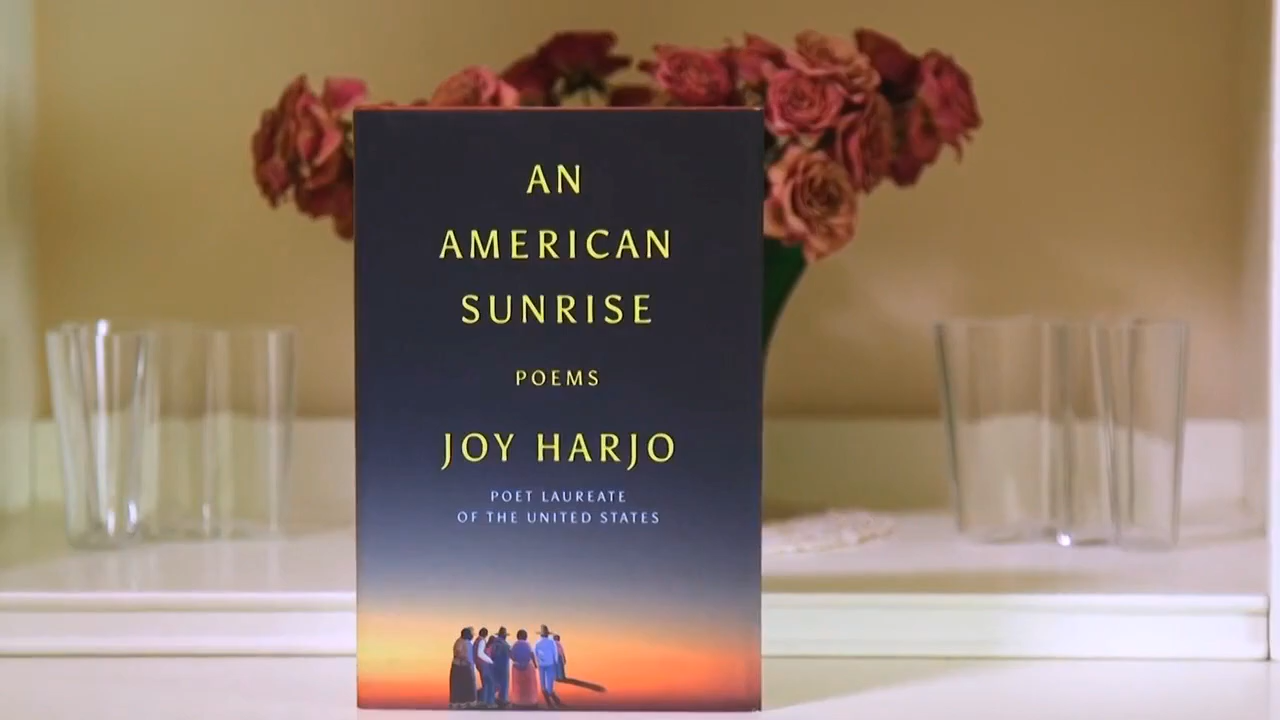 AN
AMERICAN
SUNRISE
POEMS
JOY HARJO
POET LAUREATE
OF THE UNITED STATES